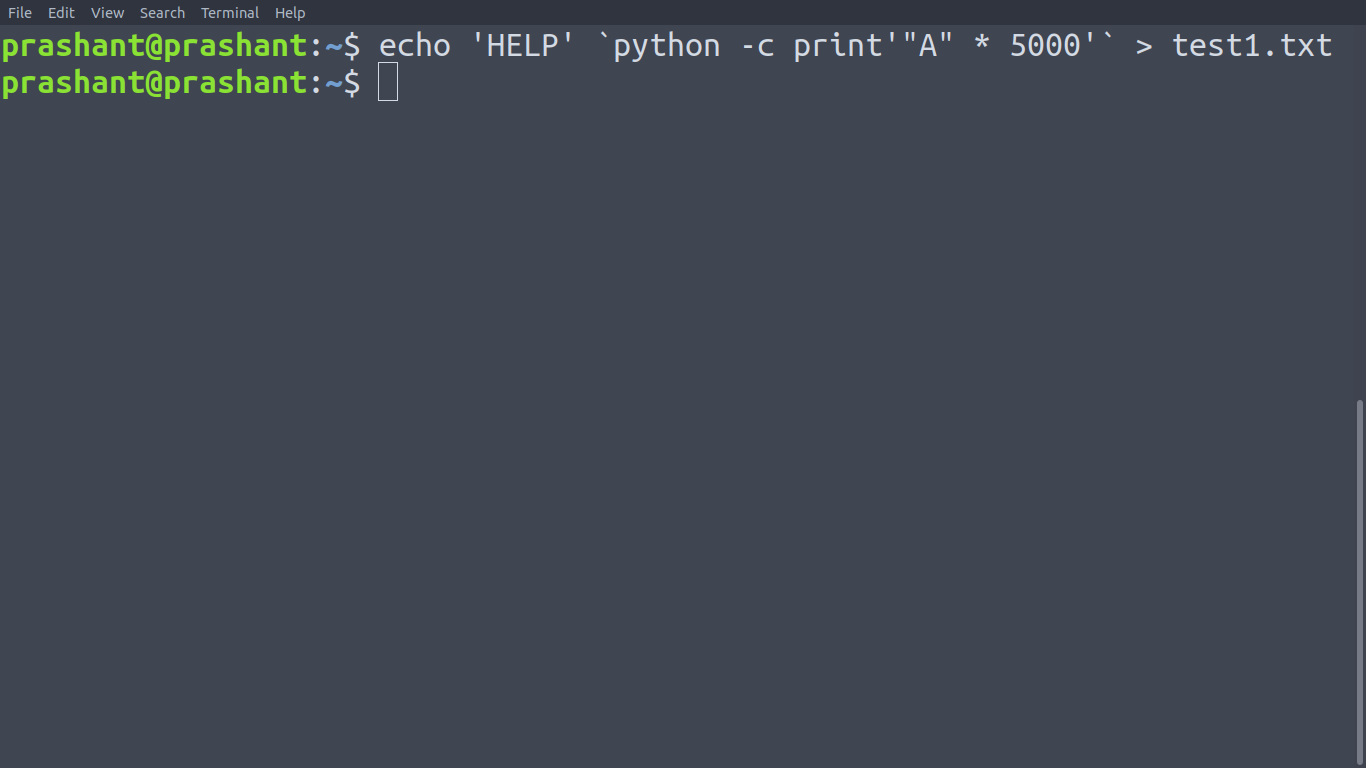 File Edit View Search Terminal Help
prashant@prashant:~$ echo 'HELP' `python -c print'"A" * 5000'` > test1.txt
prashant@prashant:~$